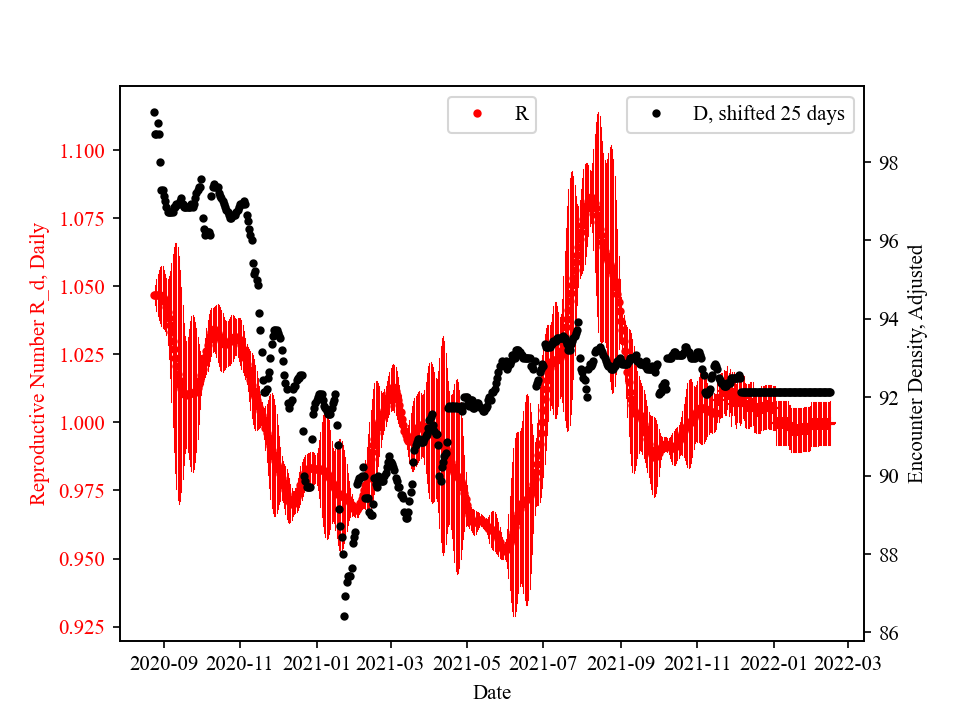 R
D, shifted 25 days
Reproductive Number R_d, Daily
1.100
1.075
1.050
1.025
1.000
0.975
0.950
0.925
98
96
94
92
90
88
86
Encounter Density, Adjusted
2020-09 2020-11 2021-01 2021-03 2021-05 2021-07 2021-09 2021-11 2022-01 2022-03
Date